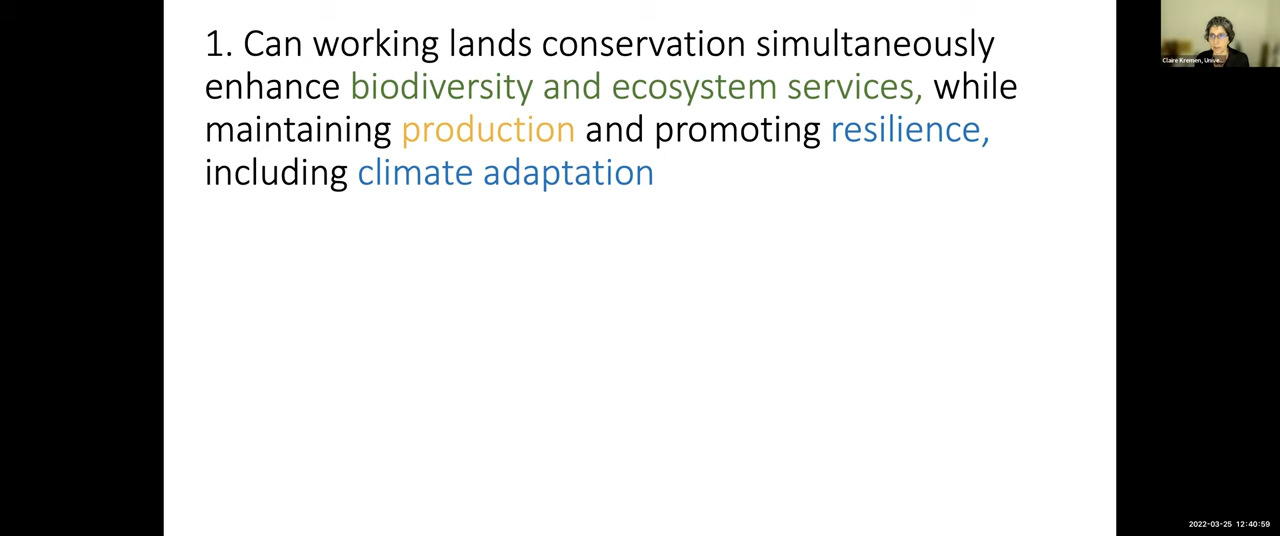 1. Can working lands conservation simultaneously
enhance biodiversity and ecosystem services, while
maintaining production and promoting resilience,
including climate adaptation
Claire Kremen, Unive...
2022-03-25 12:40:59